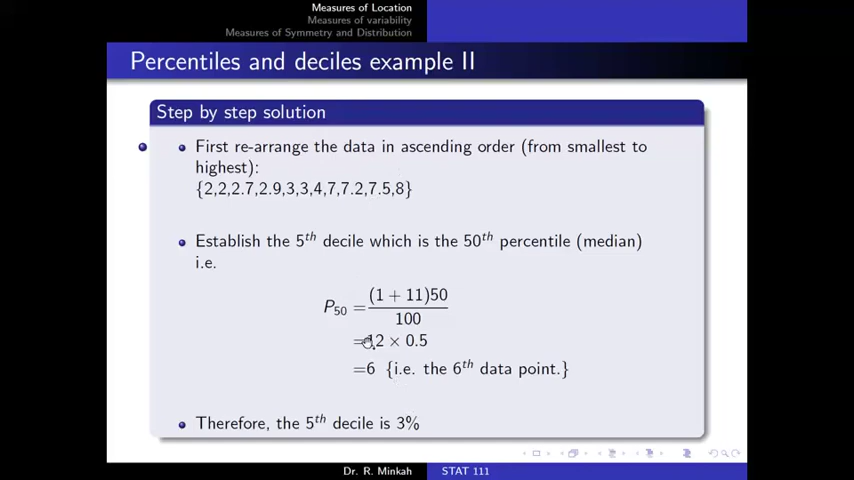 Measures of Location
Measures of variability
Measures of Symmetry and Distribution
Percentiles and deciles example II
Step by step solution
First re-arrange the data in ascending order (from smallest to
highest):
{2,2,2.7,2.9,3,3,4,7,7.2,7.5,8}
Establish the 5th decile which is the 50th percentile (median)
i.e.
P50 = (1 + 11)50
100
=12 × 0.5
=6 {i.e. the 6th data point.}
Therefore, the 5th decile is 3%
Dr. R. Minkah STAT 111